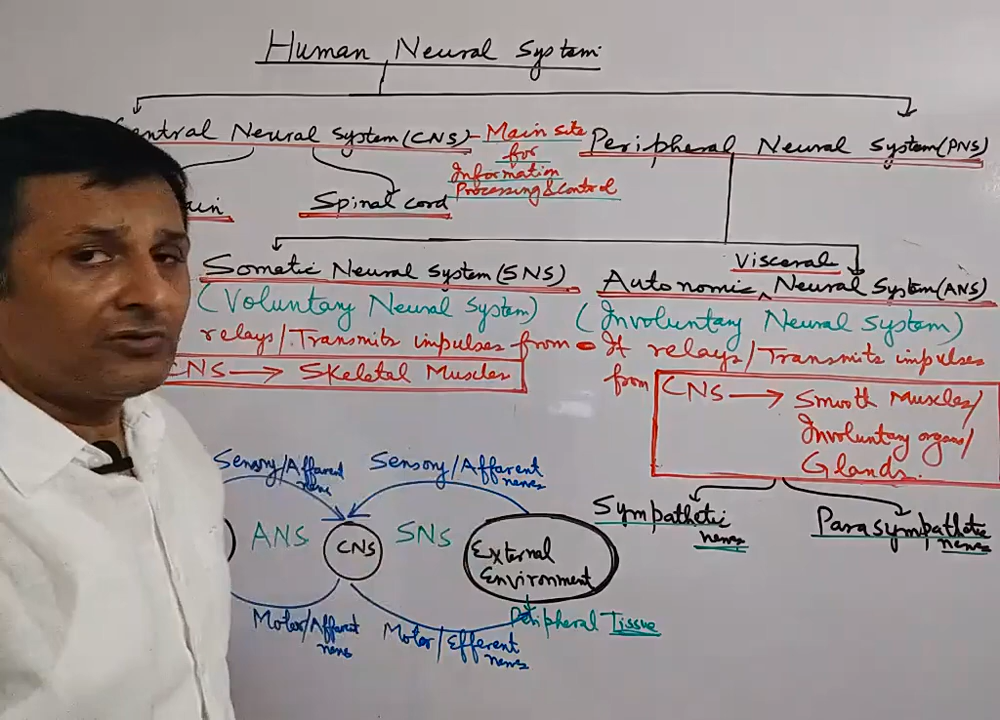 Human Neural System
Central Neural System (CNS)- Main site for Information Processing & Control
Peripheral Neural System (PNS)
Spinal cord
Somatic Neural System (SNS)
(Voluntary Neural System)
relays/Transmits impulses from
CNS → Skeletal Muscles
Visceral
Autonomic ^ Neural System (ANS)
(Involuntary Neural System)
It relays/Transmits impulses
from CNS → Smooth Muscles/
Involuntary organs/
Glands.
Sympathetic
nerves
Parasympathetic
nerves
Sensory/Afferent
nerve
Sensory/Afferent
nerves
ANS
CNS
SNS
External
Environment
Peripheral Tissue
Motor/Afferent
nerve
Motor/Efferent
nerves